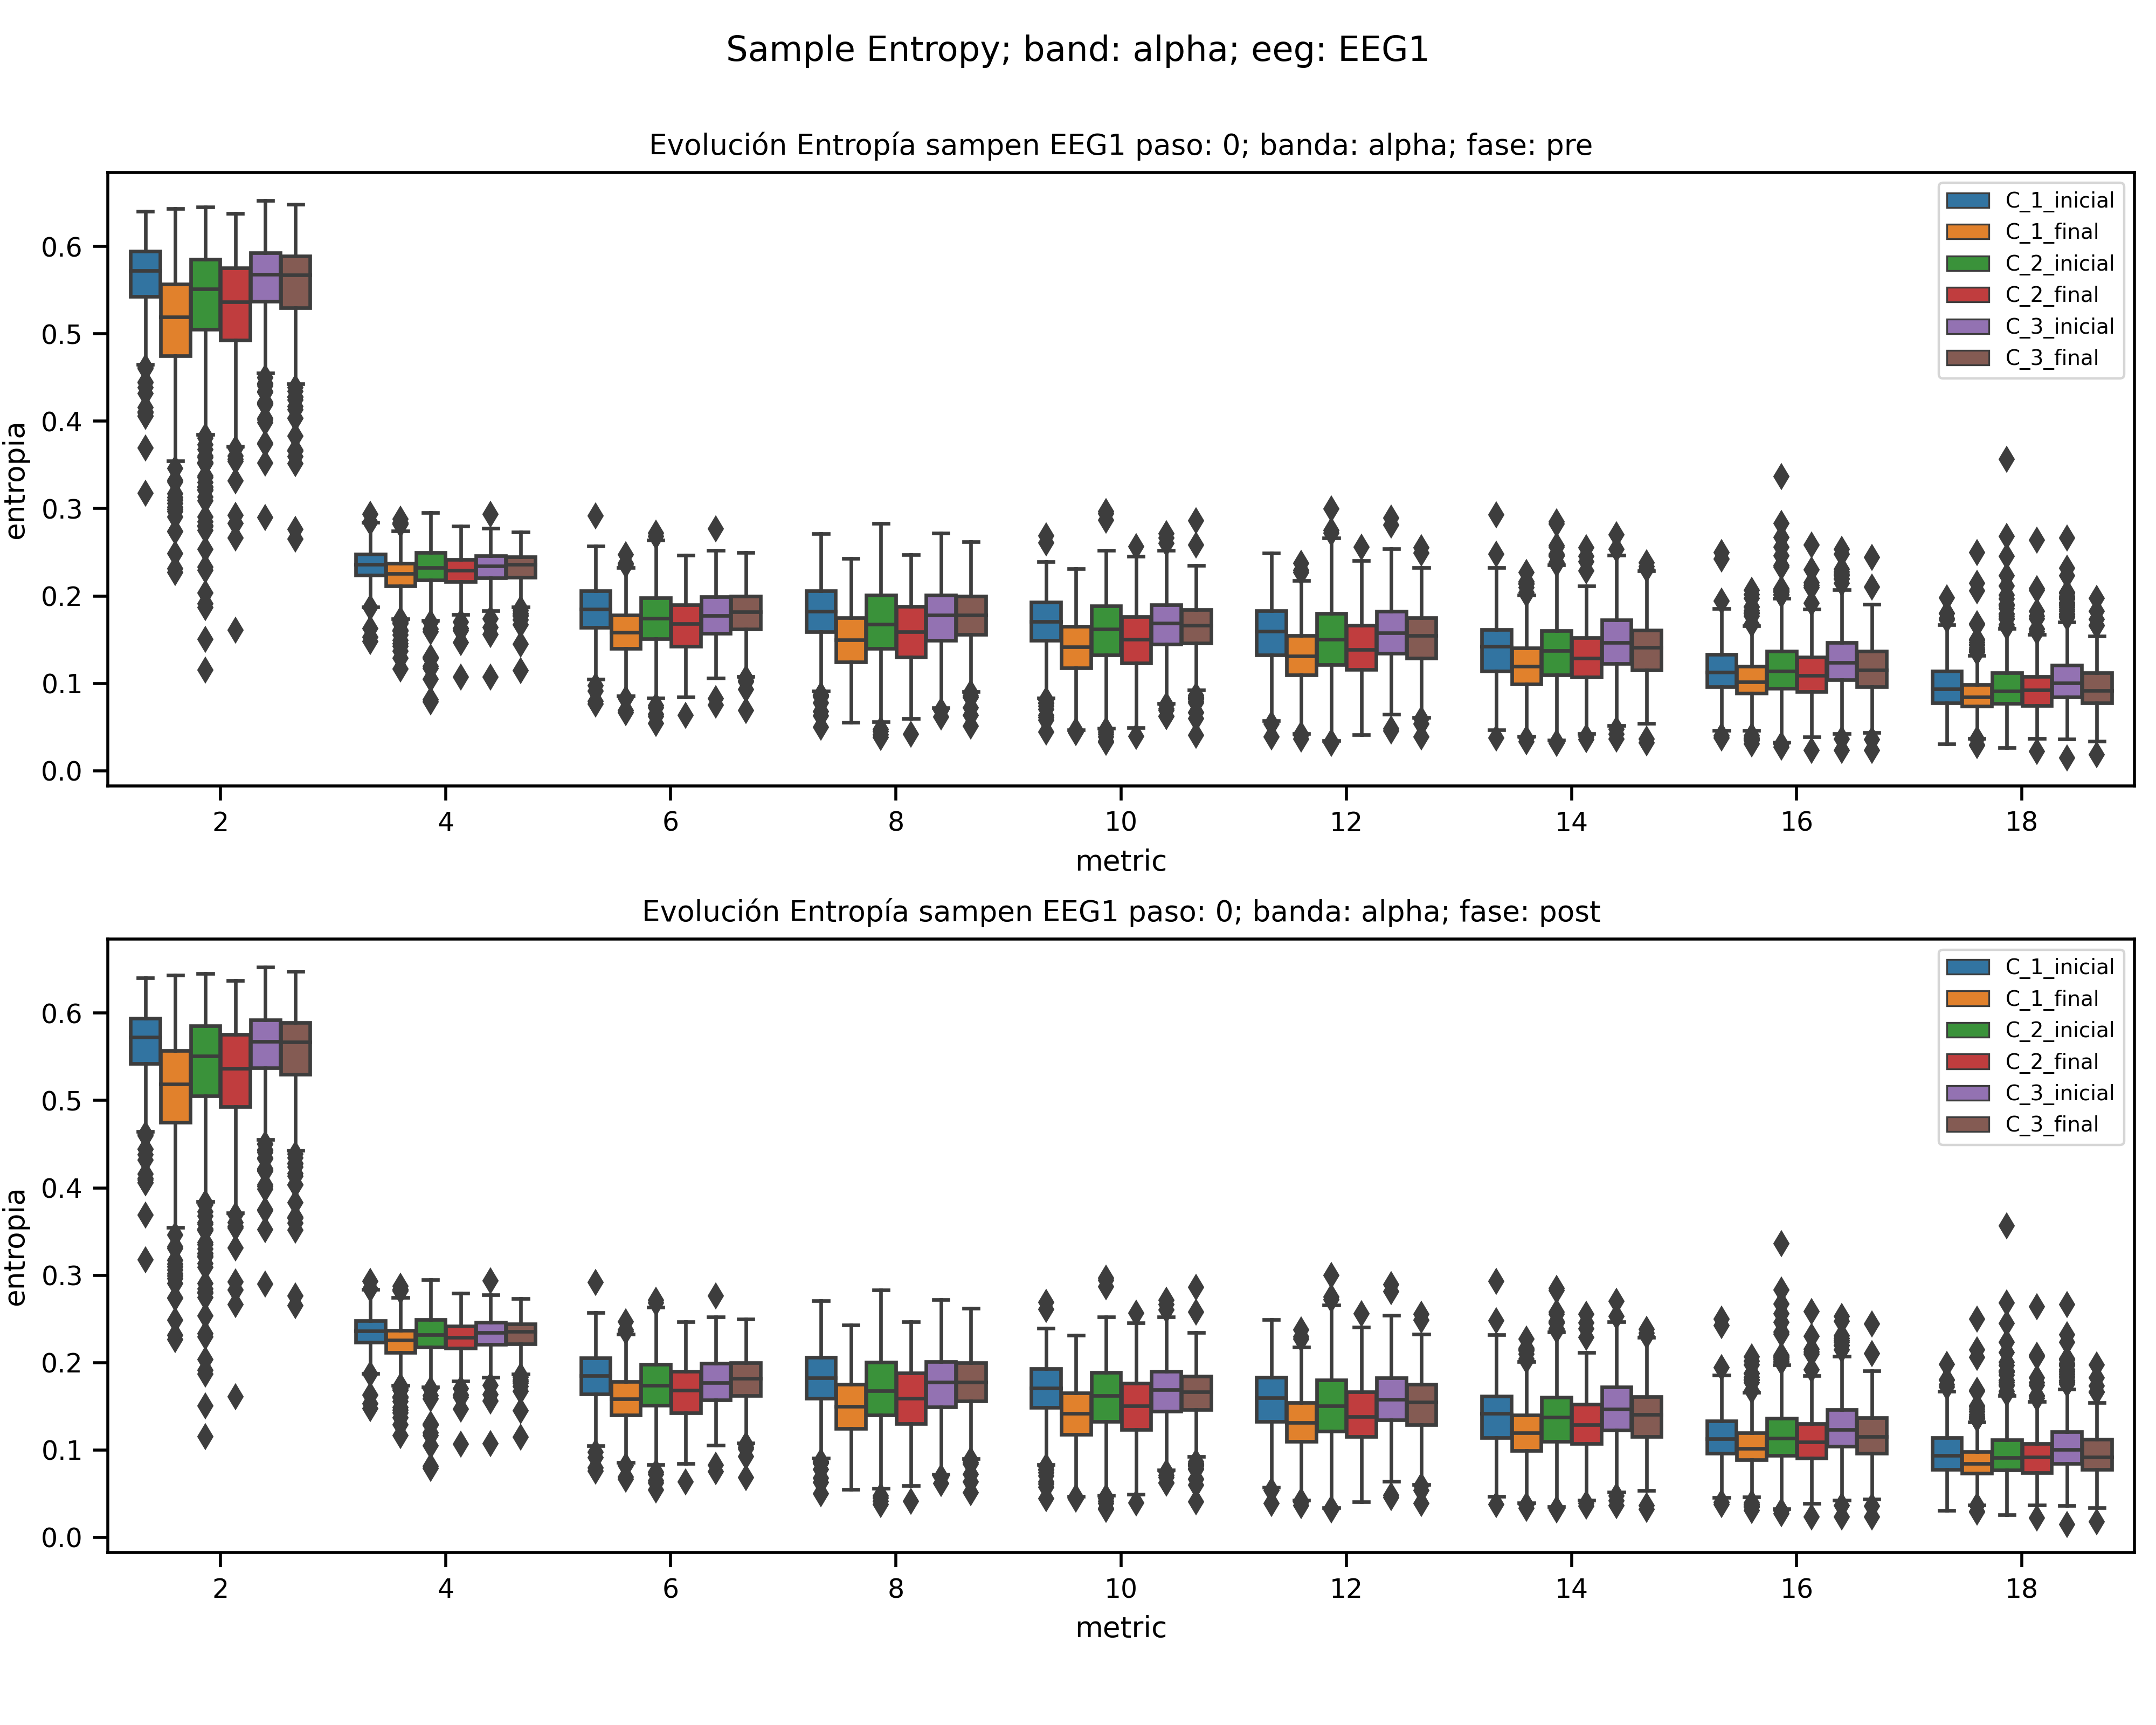 Sample Entropy; band: alpha; eeg: EEG1
Evolución Entropía sampen EEG1 paso: 0; banda: alpha; fase: pre
C_1_inicial
C_1_final
C_2_inicial
C_2_final
C_3_inicial
C_3_final
entropia
0.6
0.5
0.4
0.3
0.2
0.1
0.0
2 4 6 8 10 12 14 16 18
metric
Evolución Entropía sampen EEG1 paso: 0; banda: alpha; fase: post
C_1_inicial
C_1_final
C_2_inicial
C_2_final
C_3_inicial
C_3_final
entropia
0.6
0.5
0.4
0.3
0.2
0.1
0.0
2 4 6 8 10 12 14 16 18
metric